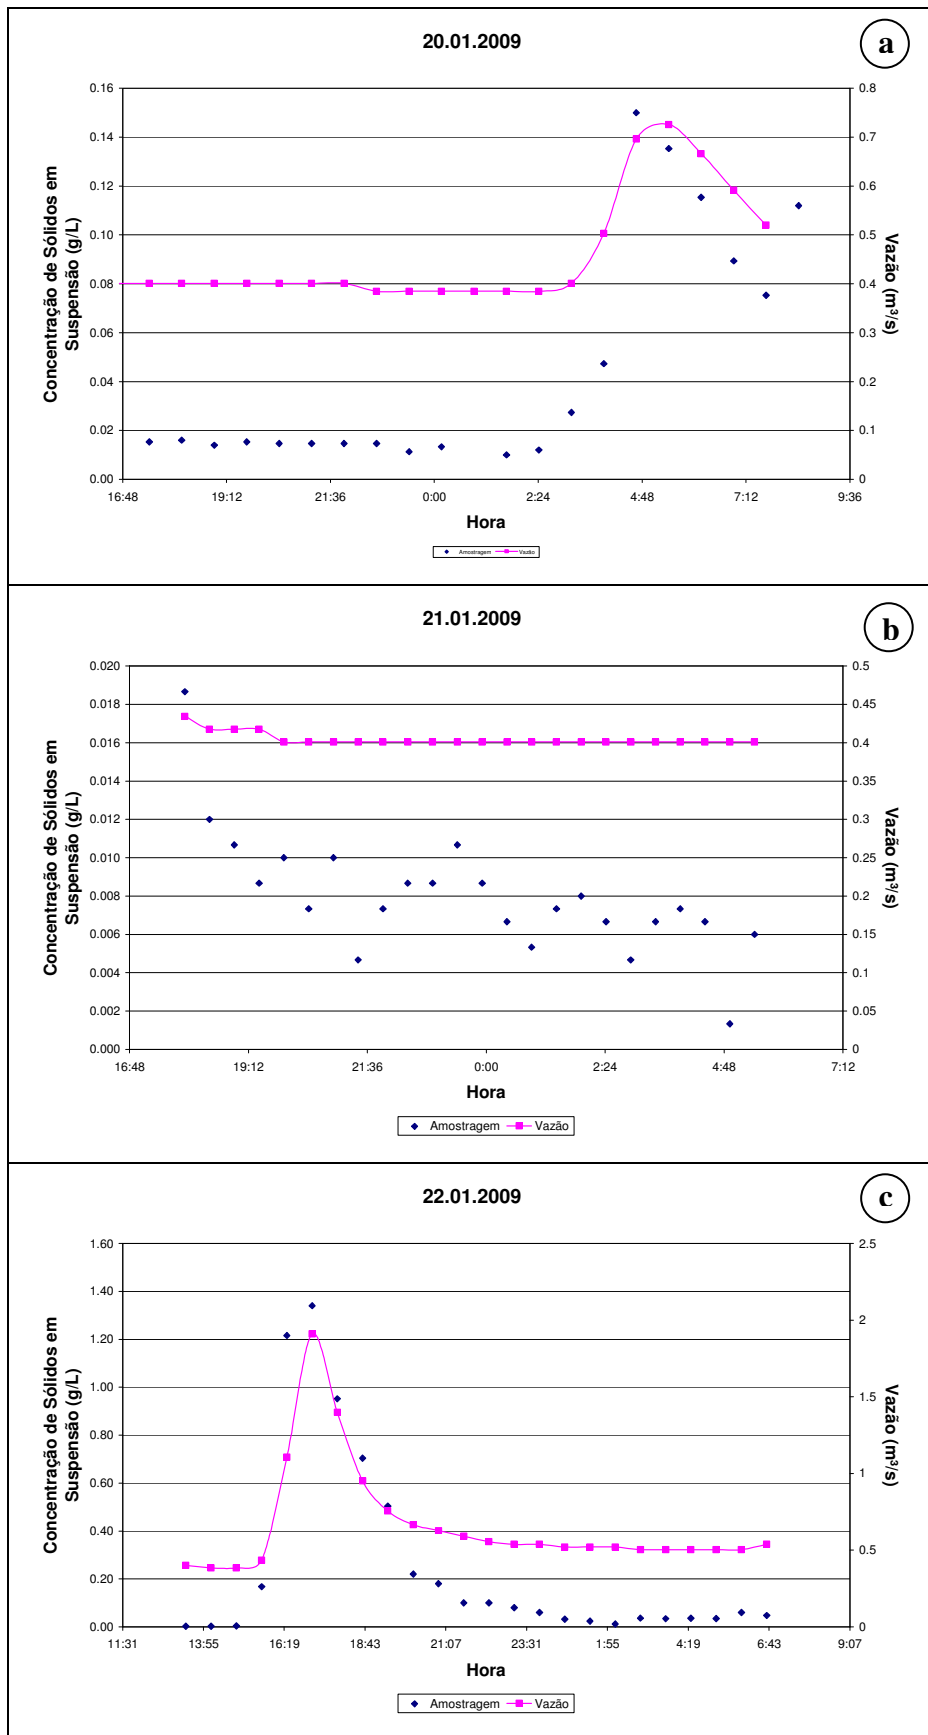 20.01.2009
a
0.16
0.14
0.12
0.10
0.08
0.06
0.04
0.02
0.00
0.8
0.7
0.6
0.5
0.4
0.3
0.2
0.1
0
Concentração de Sólidos em
Suspensão (g/L)
Vazão (m³/s)
16:48 19:12 21:36 0:00 2:24 4:48 7:12 9:36
Hora
Amostragem Vazão
21.01.2009
b
0.020
0.018
0.016
0.014
0.012
0.010
0.008
0.006
0.004
0.002
0.000
0.5
0.45
0.4
0.35
0.3
0.25
0.2
0.15
0.1
0.05
0
Concentração de Sólidos em
Suspensão (g/L)
Vazão (m³/s)
16:48 19:12 21:36 0:00 2:24 4:48 7:12
Hora
Amostragem Vazão
22.01.2009
c
1.60
1.40
1.20
1.00
0.80
0.60
0.40
0.20
0.00
2.5
2
1.5
1
0.5
0
Concentração de Sólidos em
Suspensão (g/L)
Vazão (m³/s)
11:31 13:55 16:19 18:43 21:07 23:31 1:55 4:19 6:43 9:07
Hora
Amostragem Vazão